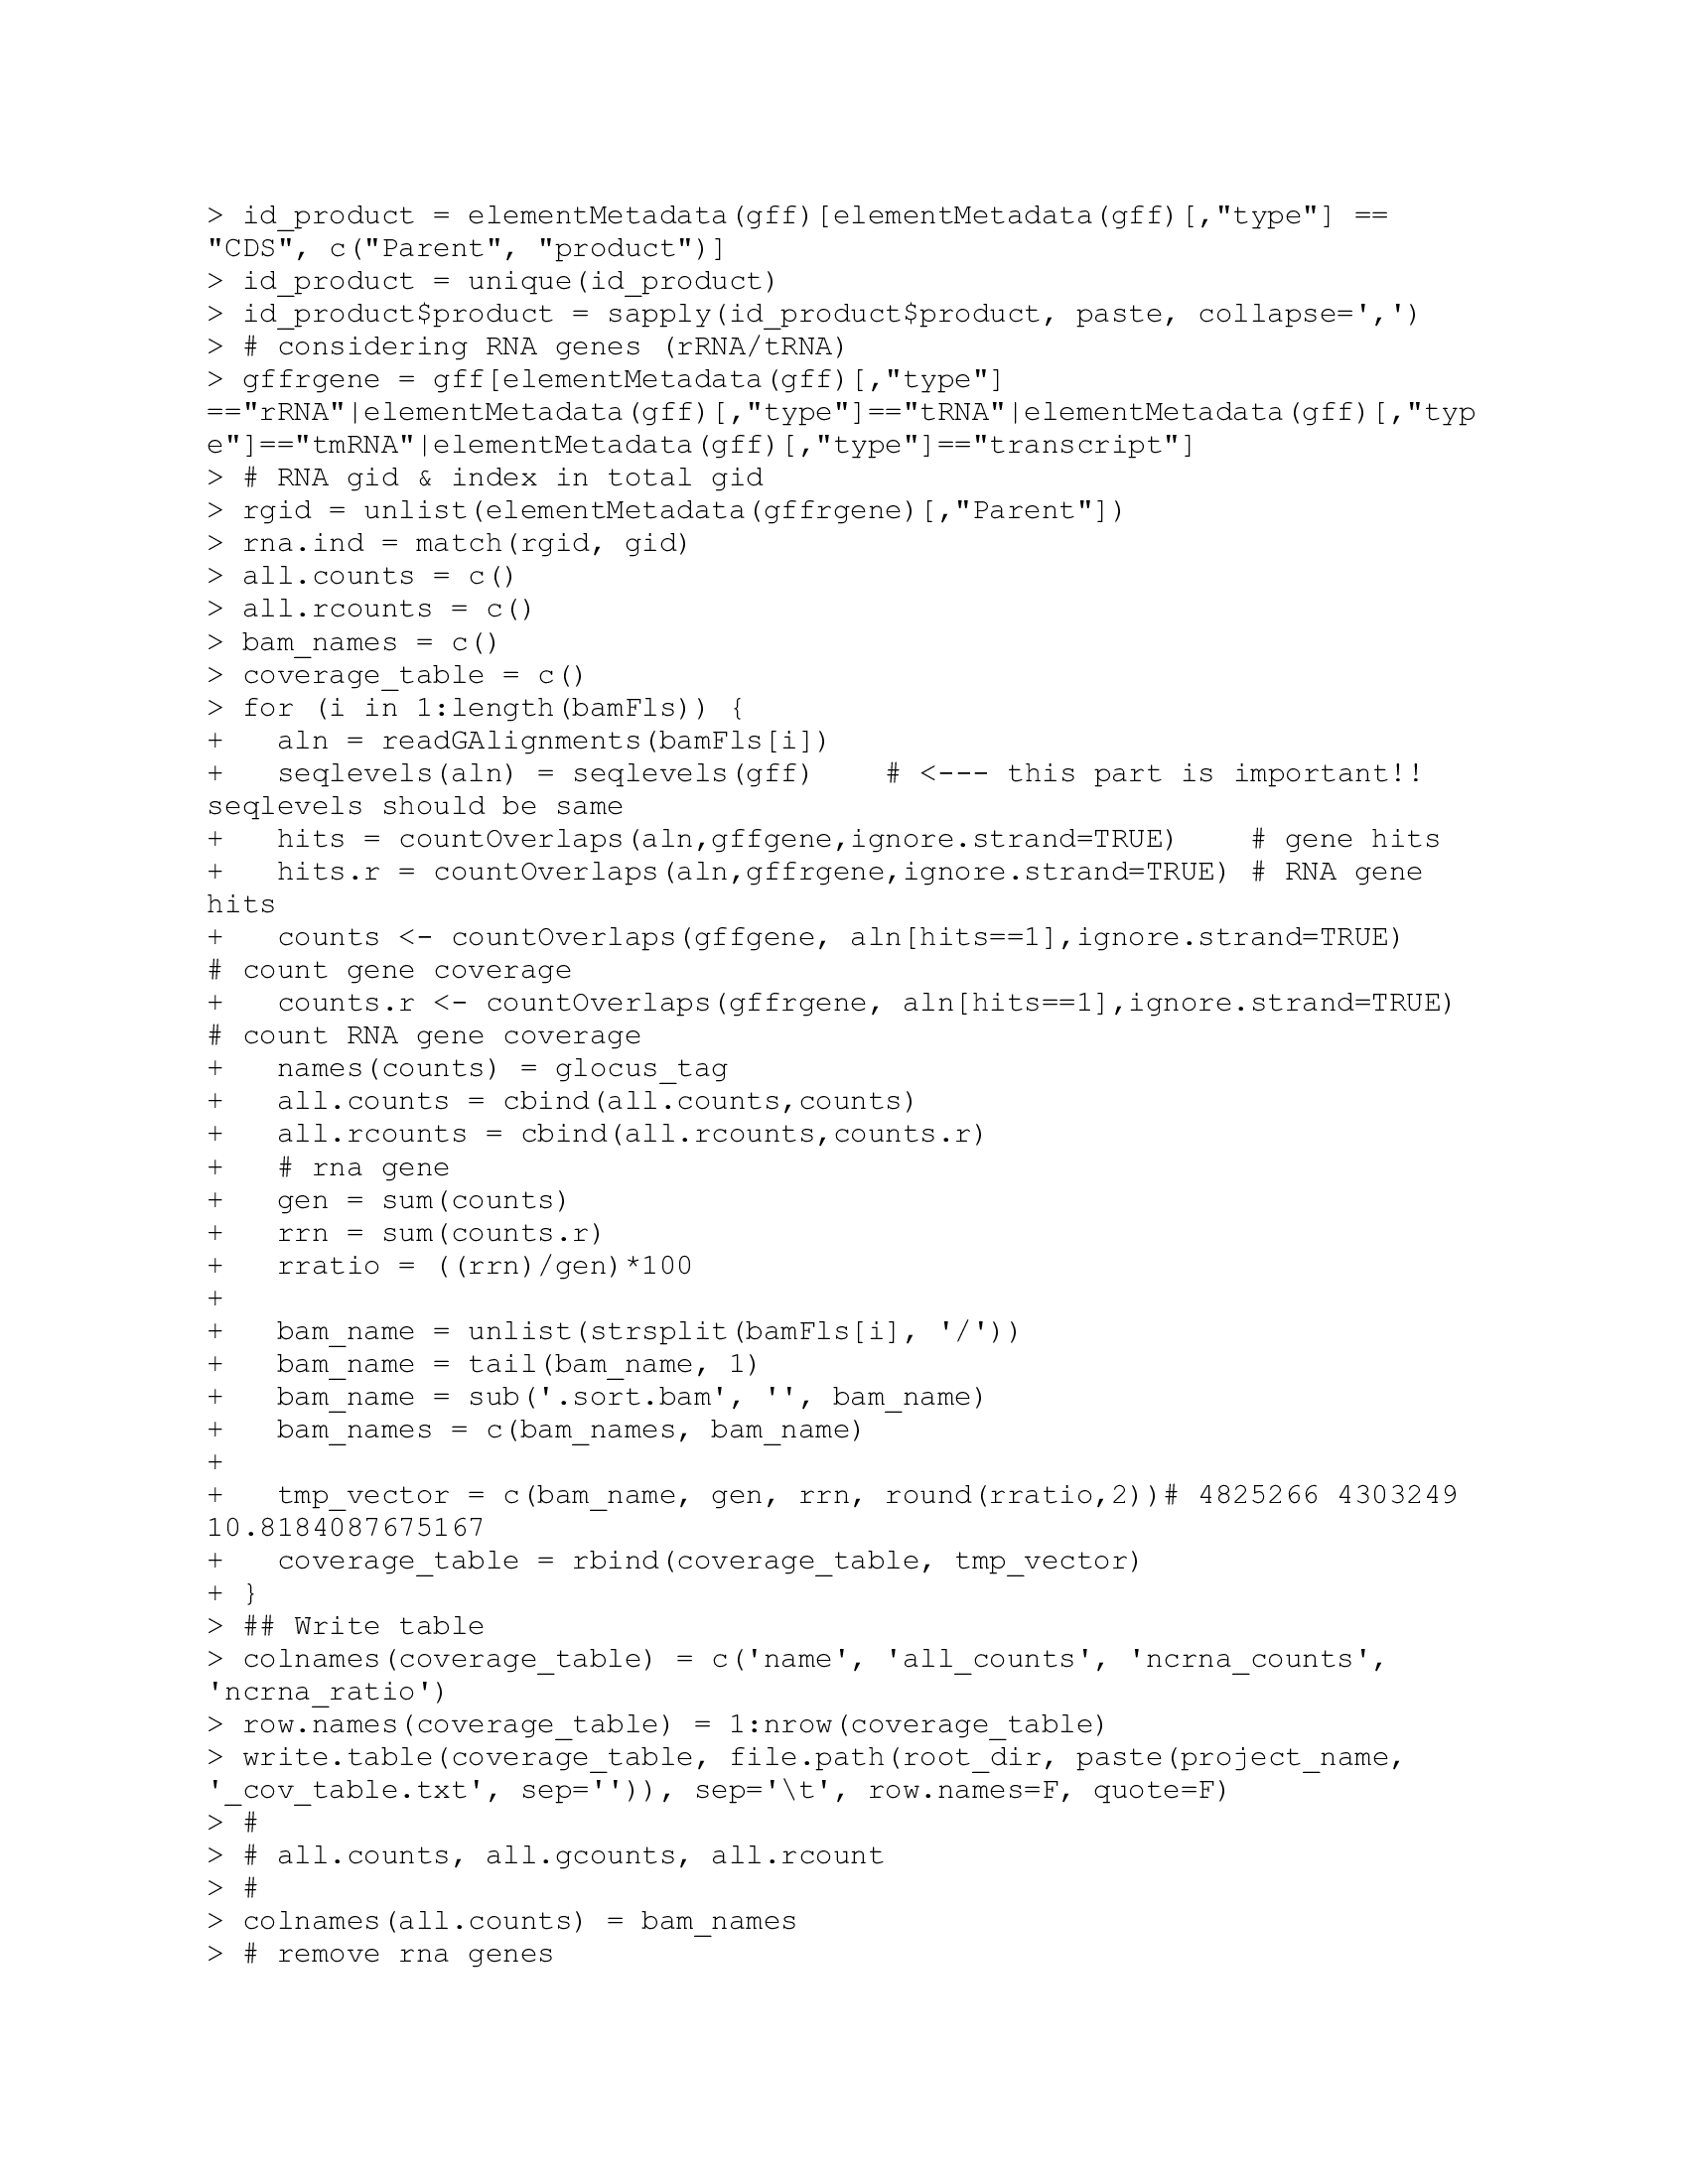 > id_product = elementMetadata(gff)[elementMetadata(gff)[,"type"] ==
"CDS", c("Parent", "product")]
> id_product = unique(id_product)
> id_product$product = sapply(id_product$product, paste, collapse=',')
> # considering RNA genes (rRNA/tRNA)
> gffrgene = gff[elementMetadata(gff)[,"type"]
=="rRNA"|elementMetadata(gff)[,"type"]=="tRNA"|elementMetadata(gff)[,"typ
e"]=="tmRNA"|elementMetadata(gff)[,"type"]=="transcript"]
> # RNA gid & index in total gid
> rgid = unlist(elementMetadata(gffrgene)[,"Parent"])
> rna.ind = match(rgid, gid)
> all.counts = c()
> all.rcounts = c()
> bam_names = c()
> coverage_table = c()
> for (i in 1:length(bamFls)) {
+   aln = readGAlignments(bamFls[i])
+   seqlevels(aln) = seqlevels(gff)    # <--- this part is important!!
seqlevels should be same
+   hits = countOverlaps(aln,gffgene,ignore.strand=TRUE)    # gene hits
+   hits.r = countOverlaps(aln,gffrgene,ignore.strand=TRUE) # RNA gene
hits
+   counts <- countOverlaps(gffgene, aln[hits==1],ignore.strand=TRUE)
# count gene coverage
+   counts.r <- countOverlaps(gffrgene, aln[hits==1],ignore.strand=TRUE)
# count RNA gene coverage
+   names(counts) = glocus_tag
+   all.counts = cbind(all.counts,counts)
+   all.rcounts = cbind(all.rcounts,counts.r)
+   # rna gene
+   gen = sum(counts)
+   rrn = sum(counts.r)
+   rratio = ((rrn)/gen)*100
+
+   bam_name = unlist(strsplit(bamFls[i], '/'))
+   bam_name = tail(bam_name, 1)
+   bam_name = sub('.sort.bam', '', bam_name)
+   bam_names = c(bam_names, bam_name)
+
+   tmp_vector = c(bam_name, gen, rrn, round(rratio,2))# 4825266 4303249
10.8184087675167
+   coverage_table = rbind(coverage_table, tmp_vector)
+ }
> ## Write table
> colnames(coverage_table) = c('name', 'all_counts', 'ncrna_counts',
'ncrna_ratio')
> row.names(coverage_table) = 1:nrow(coverage_table)
> write.table(coverage_table, file.path(root_dir, paste(project_name,
'_cov_table.txt', sep='')), sep='\t', row.names=F, quote=F)
> #
> # all.counts, all.gcounts, all.rcount
> #
> colnames(all.counts) = bam_names
> # remove rna genes